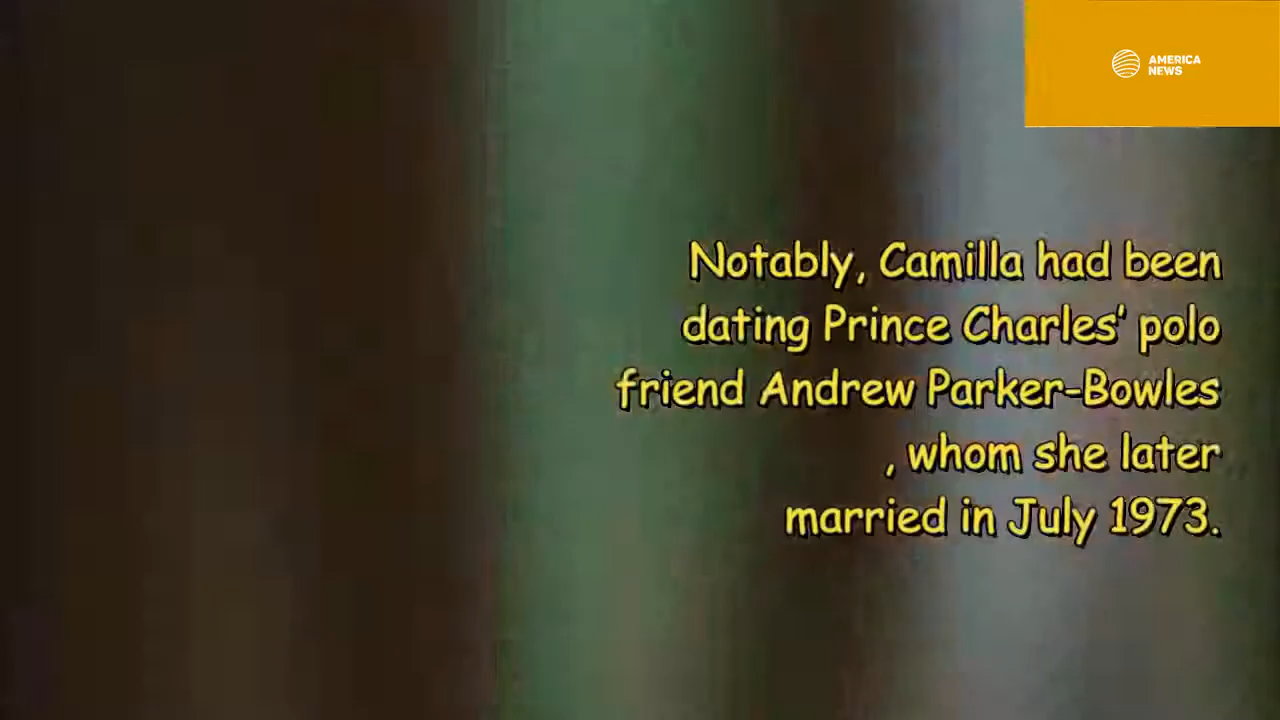 AMERICA
NEWS
Notably, Camilla had been
dating Prince Charles’ polo
friend Andrew Parker-Bowles
, whom she later
married in July 1973.